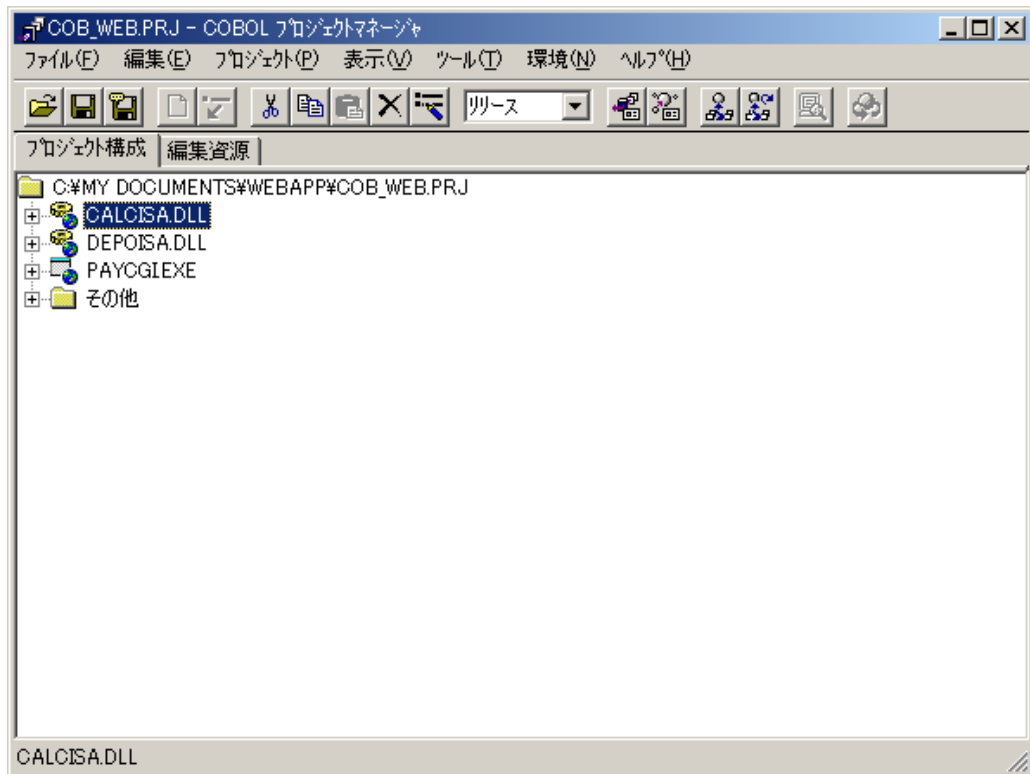 COB_WEB.PRJ - COBOL プロジェクトマネージャ
ファイル(F) 編集(E) プロジェクト(P) 表示(V) ツール(T) 環境(N) ヘルプ(H)
リリース
プロジェクト構成 編集資源
C:¥MY DOCUMENTS¥WEBAPP¥COB_WEB.PRJ
CALCISA.DLL
DEPOISA.DLL
PAYCGI.EXE
その他
CALCISA.DLL